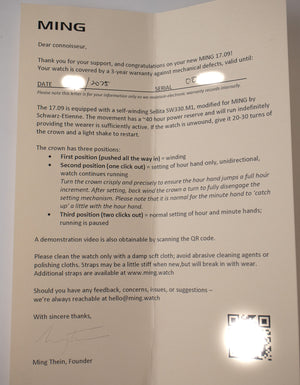 MING
Dear connoisseur,
Thank you for your support, and congratulations on your new MING 17.09!
Your watch is covered by a 3-year warranty against mechanical defects, valid until:
DATE /2025 SERIAL
Please note this letter is for your information only as we maintain electronic warranty records internally.
The 17.09 is equipped with a self-winding Sellita SW330.M1, modified for MING by
Schwarz-Etienne. The movement has a ~40 hour power reserve and will run indefinitely
providing the wearer is sufficiently active. If the watch is unwound, give it 20-30 turns of
the crown and a light shake to restart.
The crown has three positions:
• First position (pushed all the way in) = winding
• Second position (one click out) = setting of hour hand only, unidirectional,
watch continues running
Turn the crown crisply and precisely to ensure the hour hand jumps a full hour
increment. After setting, back wind the crown a turn to fully disengage the
setting mechanism. Please note that it is normal for the minute hand to 'catch
up' a little with the hour hand.
• Third position (two clicks out) = normal setting of hour and minute hands;
running is paused
A demonstration video is also obtainable by scanning the QR code.
Please clean the watch only with a damp soft cloth; avoid abrasive cleaning agents or
polishing cloths. Straps may be a little stiff when new,but will break in with wear.
Additional straps are available at www.ming.watch
Should you have any feedback, concerns, issues, or suggestions –
we're always reachable at hello@ming.watch
With sincere thanks,
Ming Thein, Founder